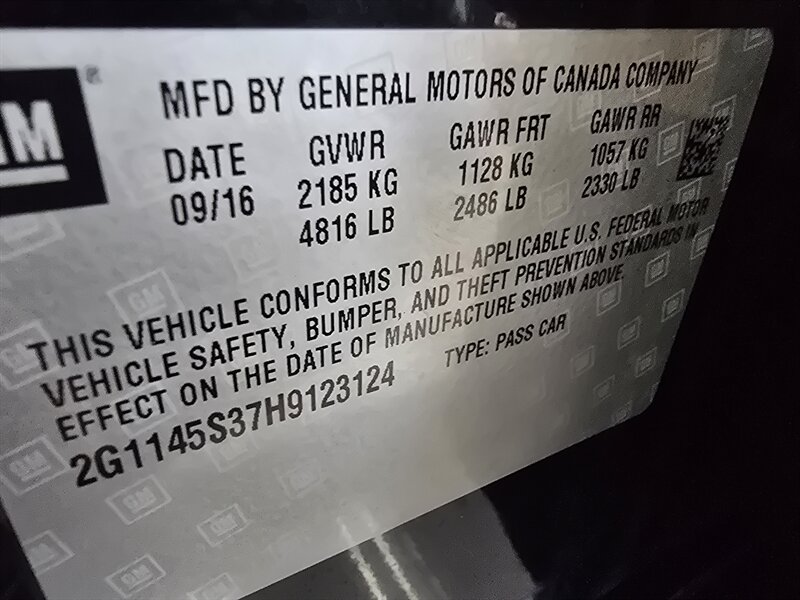 GM ®
MFD BY GENERAL MOTORS OF CANADA COMPANY
DATE GVWR GAWR FRT GAWR RR
09/16 2185 KG 1128 KG 1057 KG
4816 LB 2486 LB 2330 LB
THIS VEHICLE CONFORMS TO ALL APPLICABLE U.S. FEDERAL MOTOR
VEHICLE SAFETY, BUMPER, AND THEFT PREVENTION STANDARDS IN
EFFECT ON THE DATE OF MANUFACTURE SHOWN ABOVE.
2G1145S37H9123124 TYPE: PASS CAR